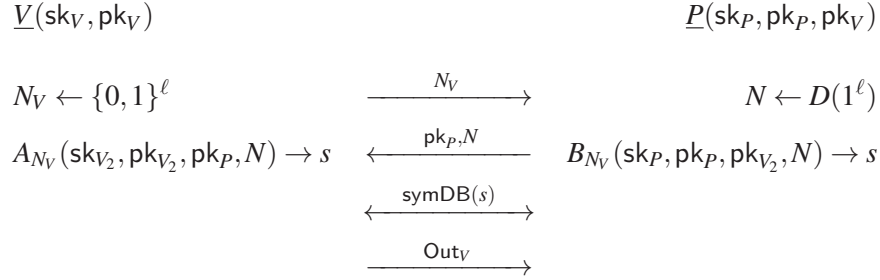 V(sk_V, pk_V) P(sk_P, pk_P, pk_V)
N_V ← {0,1}^ℓ N_V N ← D(1^ℓ)
A_{N_V}(sk_{V_2}, pk_{V_2}, pk_P, N) → s pk_P, N B_{N_V}(sk_P, pk_P, pk_{V_2}, N) → s
symDB(s)
Out_V